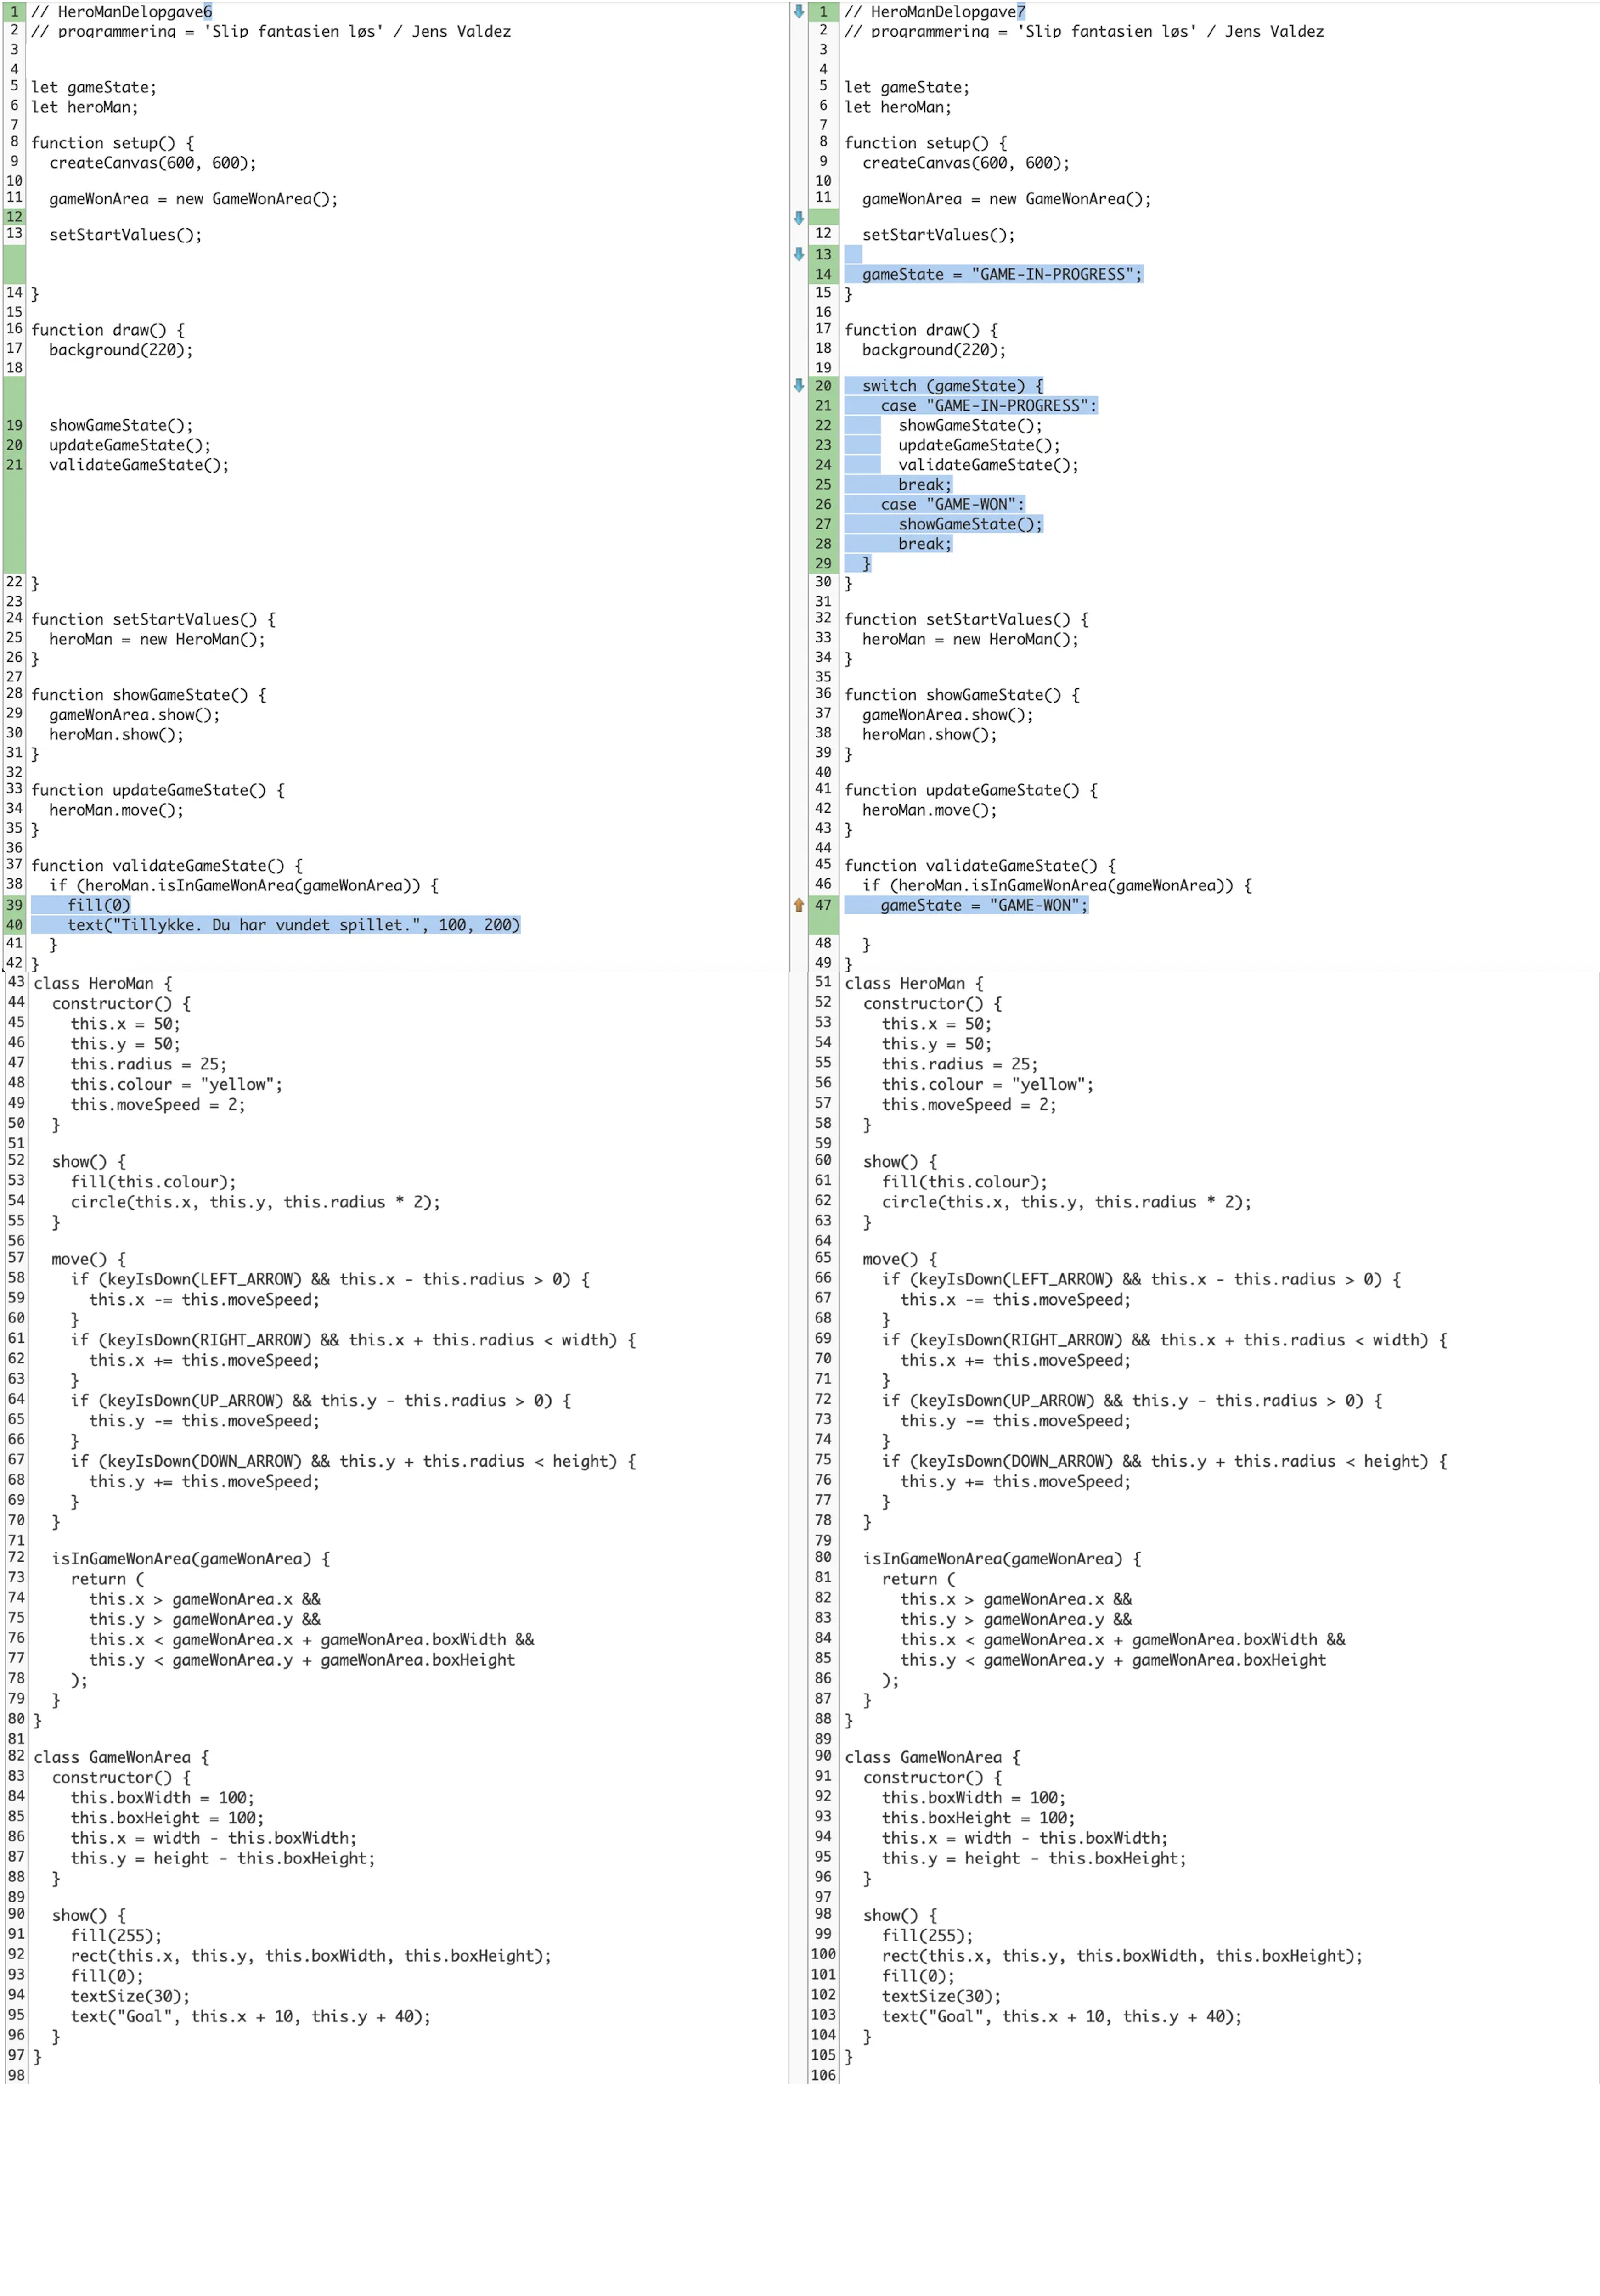 1 // HeroManDelopgave6
2 // programmering = 'Slip fantasien løs' / Jens Valdez
3
4
5 let gameState;
6 let heroMan;
7
8 function setup() {
9   createCanvas(600, 600);
10
11   gameWonArea = new GameWonArea();
12
13   setStartValues();
14 }
15
16 function draw() {
17   background(220);
18
19   showGameState();
20   updateGameState();
21   validateGameState();
22 }
23
24 function setStartValues() {
25   heroMan = new HeroMan();
26 }
27
28 function showGameState() {
29   gameWonArea.show();
30   heroMan.show();
31 }
32
33 function updateGameState() {
34   heroMan.move();
35 }
36
37 function validateGameState() {
38   if (heroMan.isInGameWonArea(gameWonArea)) {
39     fill(0)
40     text("Tillykke. Du har vundet spillet.", 100, 200)
41   }
42 }
43 class HeroMan {
44   constructor() {
45     this.x = 50;
46     this.y = 50;
47     this.radius = 25;
48     this.colour = "yellow";
49     this.moveSpeed = 2;
50   }
51
52   show() {
53     fill(this.colour);
54     circle(this.x, this.y, this.radius * 2);
55   }
56
57   move() {
58     if (keyIsDown(LEFT_ARROW) && this.x - this.radius > 0) {
59       this.x -= this.moveSpeed;
60     }
61     if (keyIsDown(RIGHT_ARROW) && this.x + this.radius < width) {
62       this.x += this.moveSpeed;
63     }
64     if (keyIsDown(UP_ARROW) && this.y - this.radius > 0) {
65       this.y -= this.moveSpeed;
66     }
67     if (keyIsDown(DOWN_ARROW) && this.y + this.radius < height) {
68       this.y += this.moveSpeed;
69     }
70   }
71
72   isInGameWonArea(gameWonArea) {
73     return (
74       this.x > gameWonArea.x &&
75       this.y > gameWonArea.y &&
76       this.x < gameWonArea.x + gameWonArea.boxWidth &&
77       this.y < gameWonArea.y + gameWonArea.boxHeight
78     );
79   }
80 }
81
82 class GameWonArea {
83   constructor() {
84     this.boxWidth = 100;
85     this.boxHeight = 100;
86     this.x = width - this.boxWidth;
87     this.y = height - this.boxHeight;
88   }
89
90   show() {
91     fill(255);
92     rect(this.x, this.y, this.boxWidth, this.boxHeight);
93     fill(0);
94     textSize(30);
95     text("Goal", this.x + 10, this.y + 40);
96   }
97 }
98
1 // HeroManDelopgave7
2 // programmering = 'Slip fantasien løs' / Jens Valdez
3
4
5 let gameState;
6 let heroMan;
7
8 function setup() {
9   createCanvas(600, 600);
10
11   gameWonArea = new GameWonArea();
12   setStartValues();
13
14   gameState = "GAME-IN-PROGRESS";
15 }
16
17 function draw() {
18   background(220);
19
20   switch (gameState) {
21     case "GAME-IN-PROGRESS":
22       showGameState();
23       updateGameState();
24       validateGameState();
25       break;
26     case "GAME-WON":
27       showGameState();
28       break;
29   }
30 }
31
32 function setStartValues() {
33   heroMan = new HeroMan();
34 }
35
36 function showGameState() {
37   gameWonArea.show();
38   heroMan.show();
39 }
40
41 function updateGameState() {
42   heroMan.move();
43 }
44
45 function validateGameState() {
46   if (heroMan.isInGameWonArea(gameWonArea)) {
47     gameState = "GAME-WON";
48   }
49 }
51 class HeroMan {
52   constructor() {
53     this.x = 50;
54     this.y = 50;
55     this.radius = 25;
56     this.colour = "yellow";
57     this.moveSpeed = 2;
58   }
59
60   show() {
61     fill(this.colour);
62     circle(this.x, this.y, this.radius * 2);
63   }
64
65   move() {
66     if (keyIsDown(LEFT_ARROW) && this.x - this.radius > 0) {
67       this.x -= this.moveSpeed;
68     }
69     if (keyIsDown(RIGHT_ARROW) && this.x + this.radius < width) {
70       this.x += this.moveSpeed;
71     }
72     if (keyIsDown(UP_ARROW) && this.y - this.radius > 0) {
73       this.y -= this.moveSpeed;
74     }
75     if (keyIsDown(DOWN_ARROW) && this.y + this.radius < height) {
76       this.y += this.moveSpeed;
77     }
78   }
79
80   isInGameWonArea(gameWonArea) {
81     return (
82       this.x > gameWonArea.x &&
83       this.y > gameWonArea.y &&
84       this.x < gameWonArea.x + gameWonArea.boxWidth &&
85       this.y < gameWonArea.y + gameWonArea.boxHeight
86     );
87   }
88 }
89
90 class GameWonArea {
91   constructor() {
92     this.boxWidth = 100;
93     this.boxHeight = 100;
94     this.x = width - this.boxWidth;
95     this.y = height - this.boxHeight;
96   }
97
98   show() {
99     fill(255);
100     rect(this.x, this.y, this.boxWidth, this.boxHeight);
101     fill(0);
102     textSize(30);
103     text("Goal", this.x + 10, this.y + 40);
104   }
105 }
106